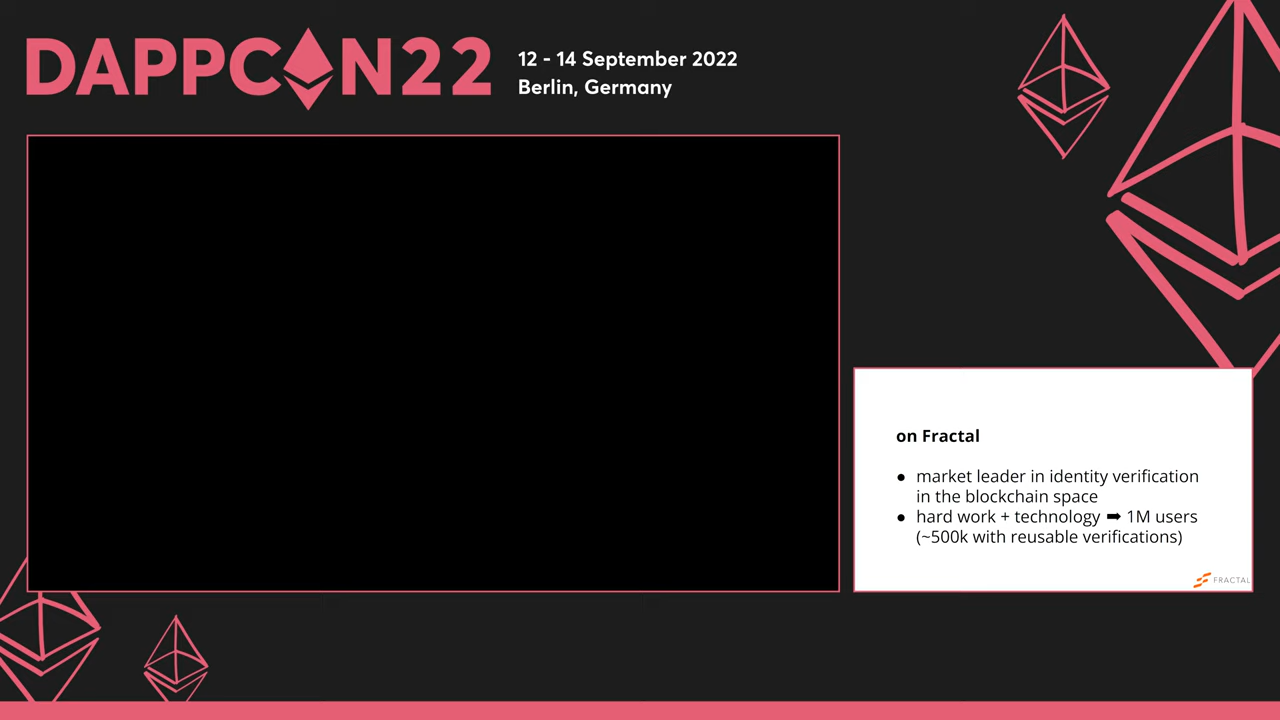 DAPPCON22
12 - 14 September 2022
Berlin, Germany
on Fractal
● market leader in identity verification
in the blockchain space
● hard work + technology ➡ 1M users
(~500k with reusable verifications)
FRACTAL